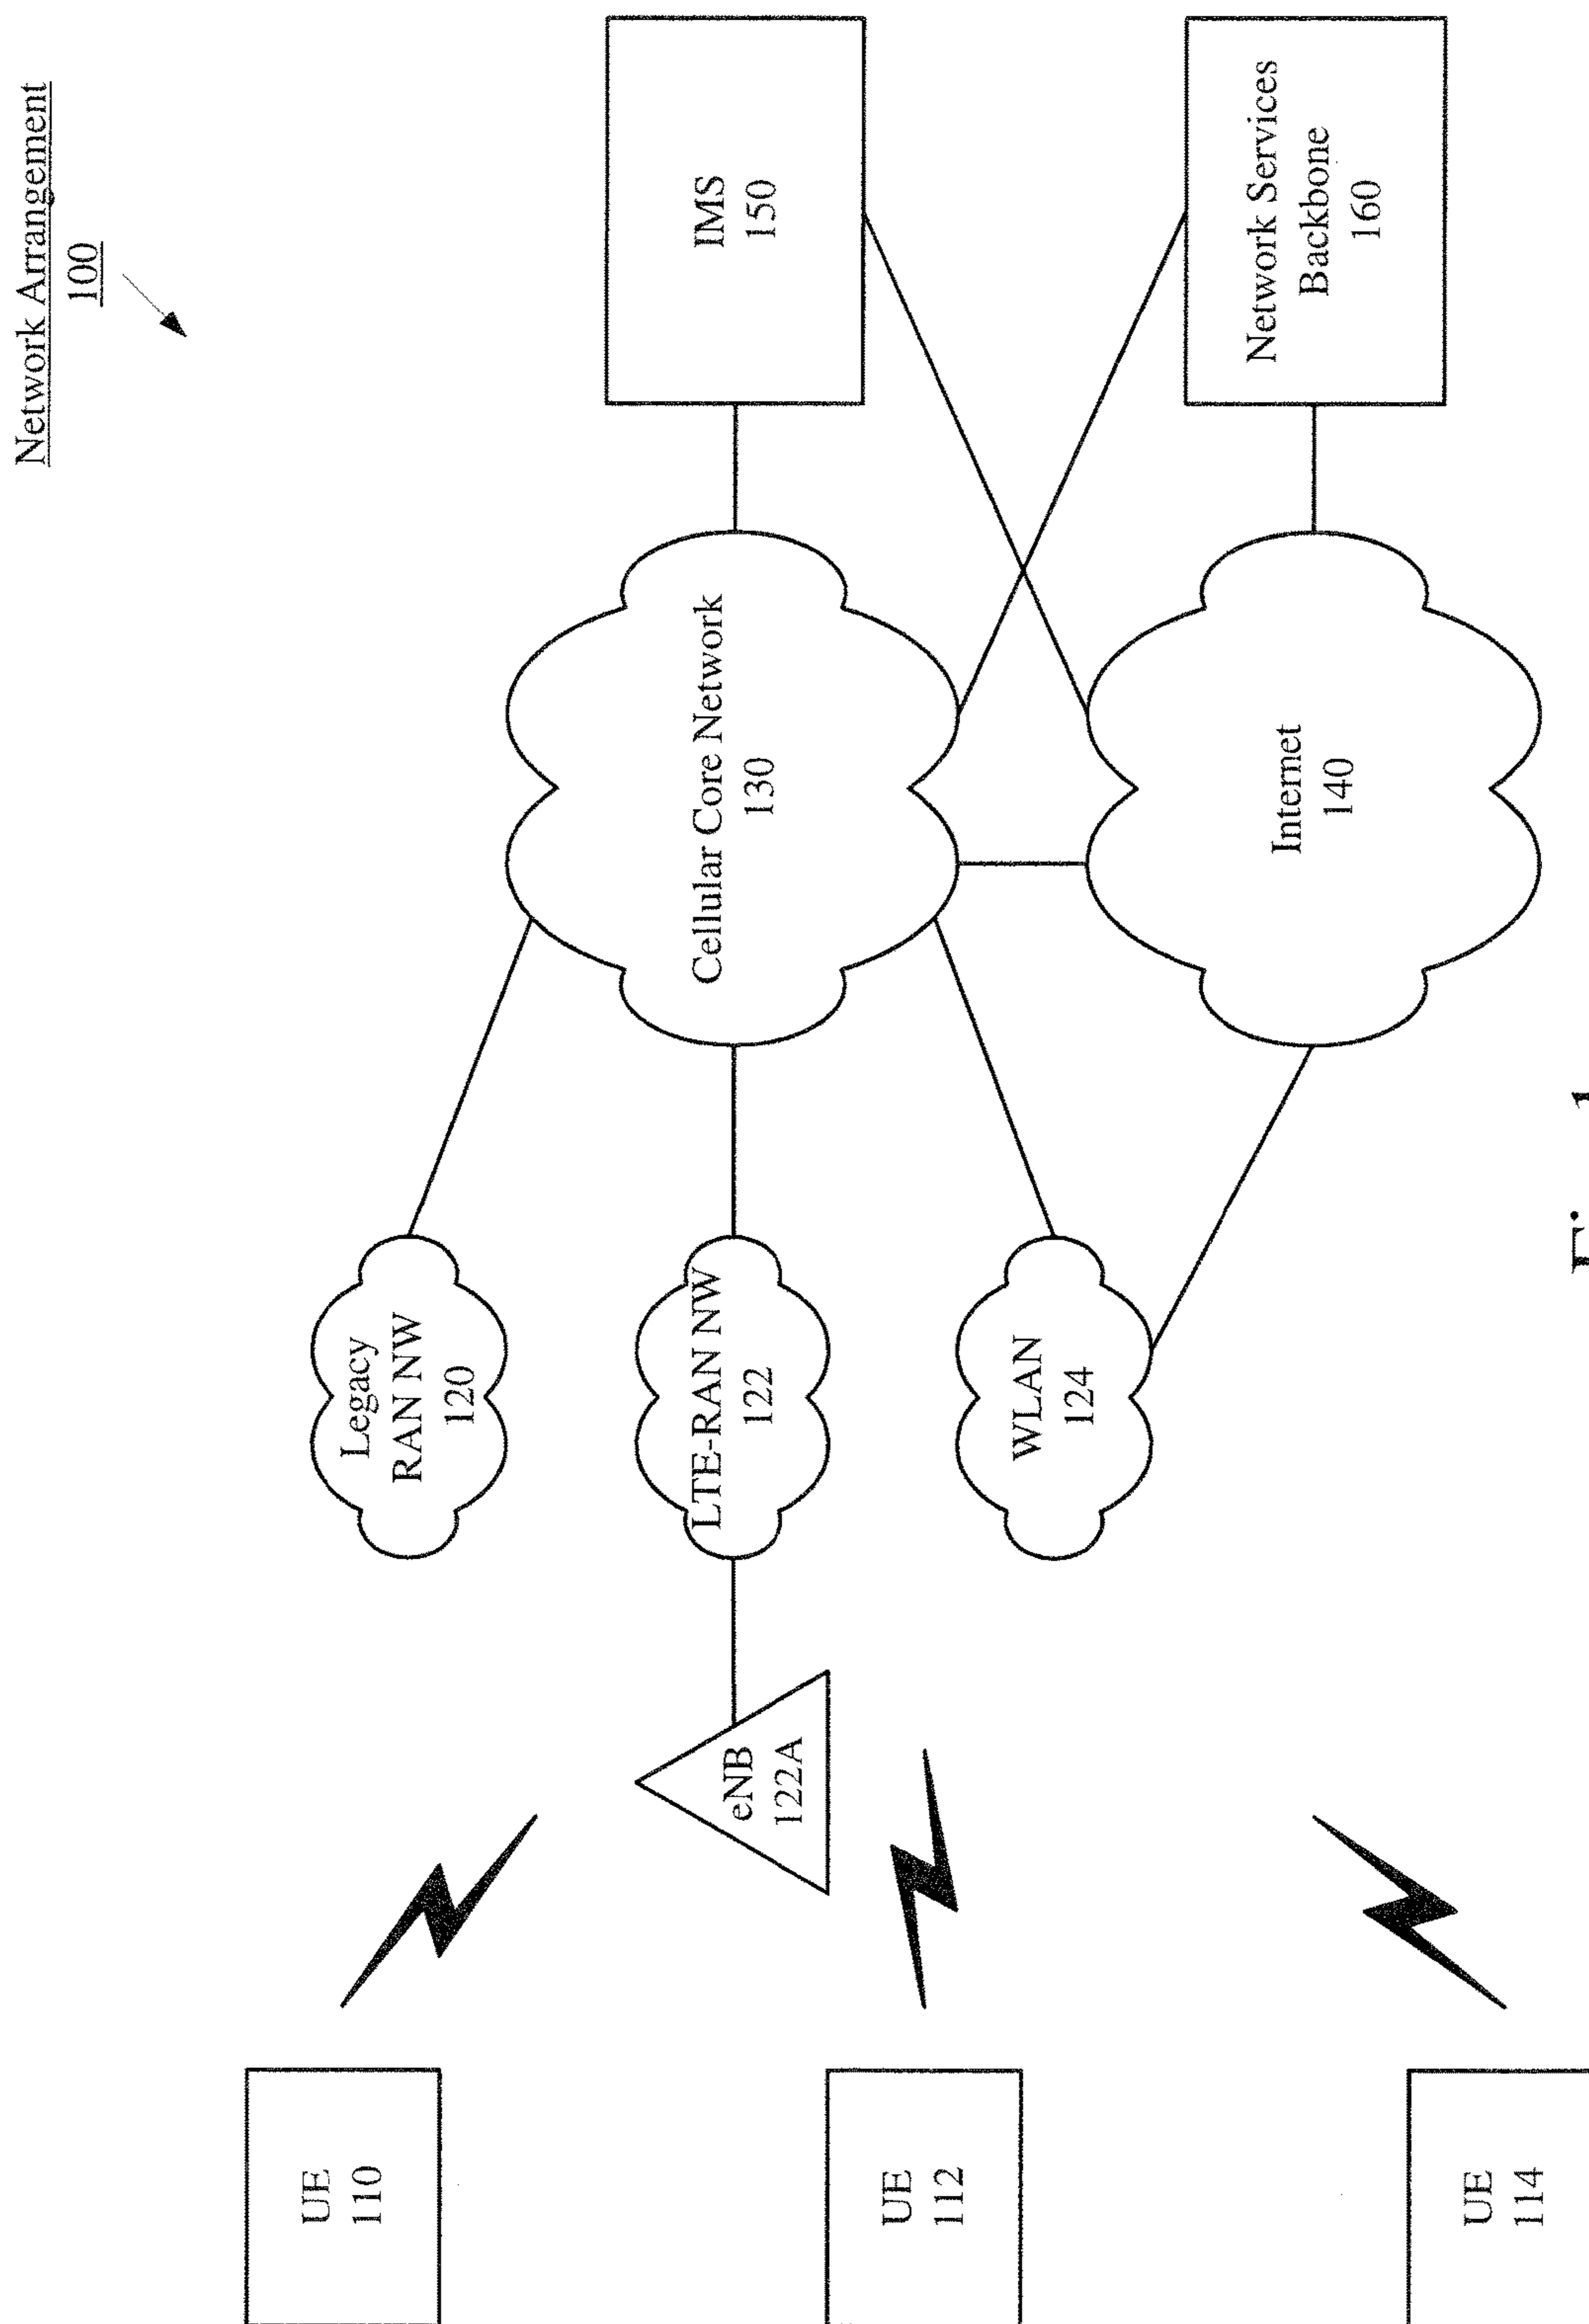 Network Arrangement
100
UE
110
UE
112
UE
114
eNB
122A
Legacy
RAN NW
120
LTE-RAN NW
122
WLAN
124
Cellular Core Network
130
Internet
140
IMS
150
Network Services
Backbone
160